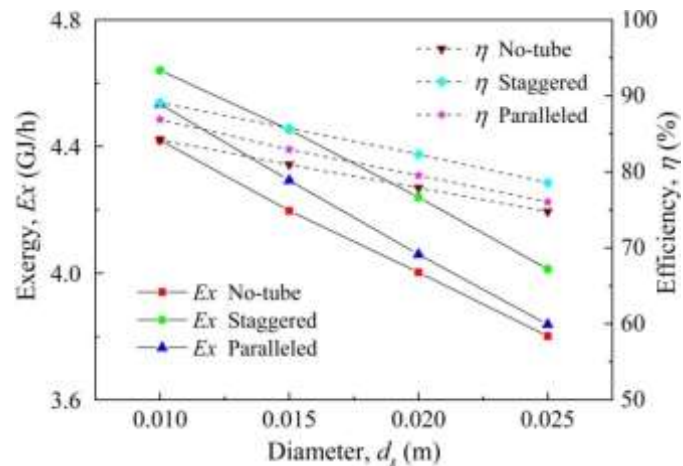 4.8
4.4
4.0
3.6
Exergy, Ex (GJ/h)
100
90
80
70
60
50
Efficiency, η (%)
η No-tube
η Staggered
η Paralleled
Ex No-tube
Ex Staggered
Ex Paralleled
0.010 0.015 0.020 0.025
Diameter, ds (m)